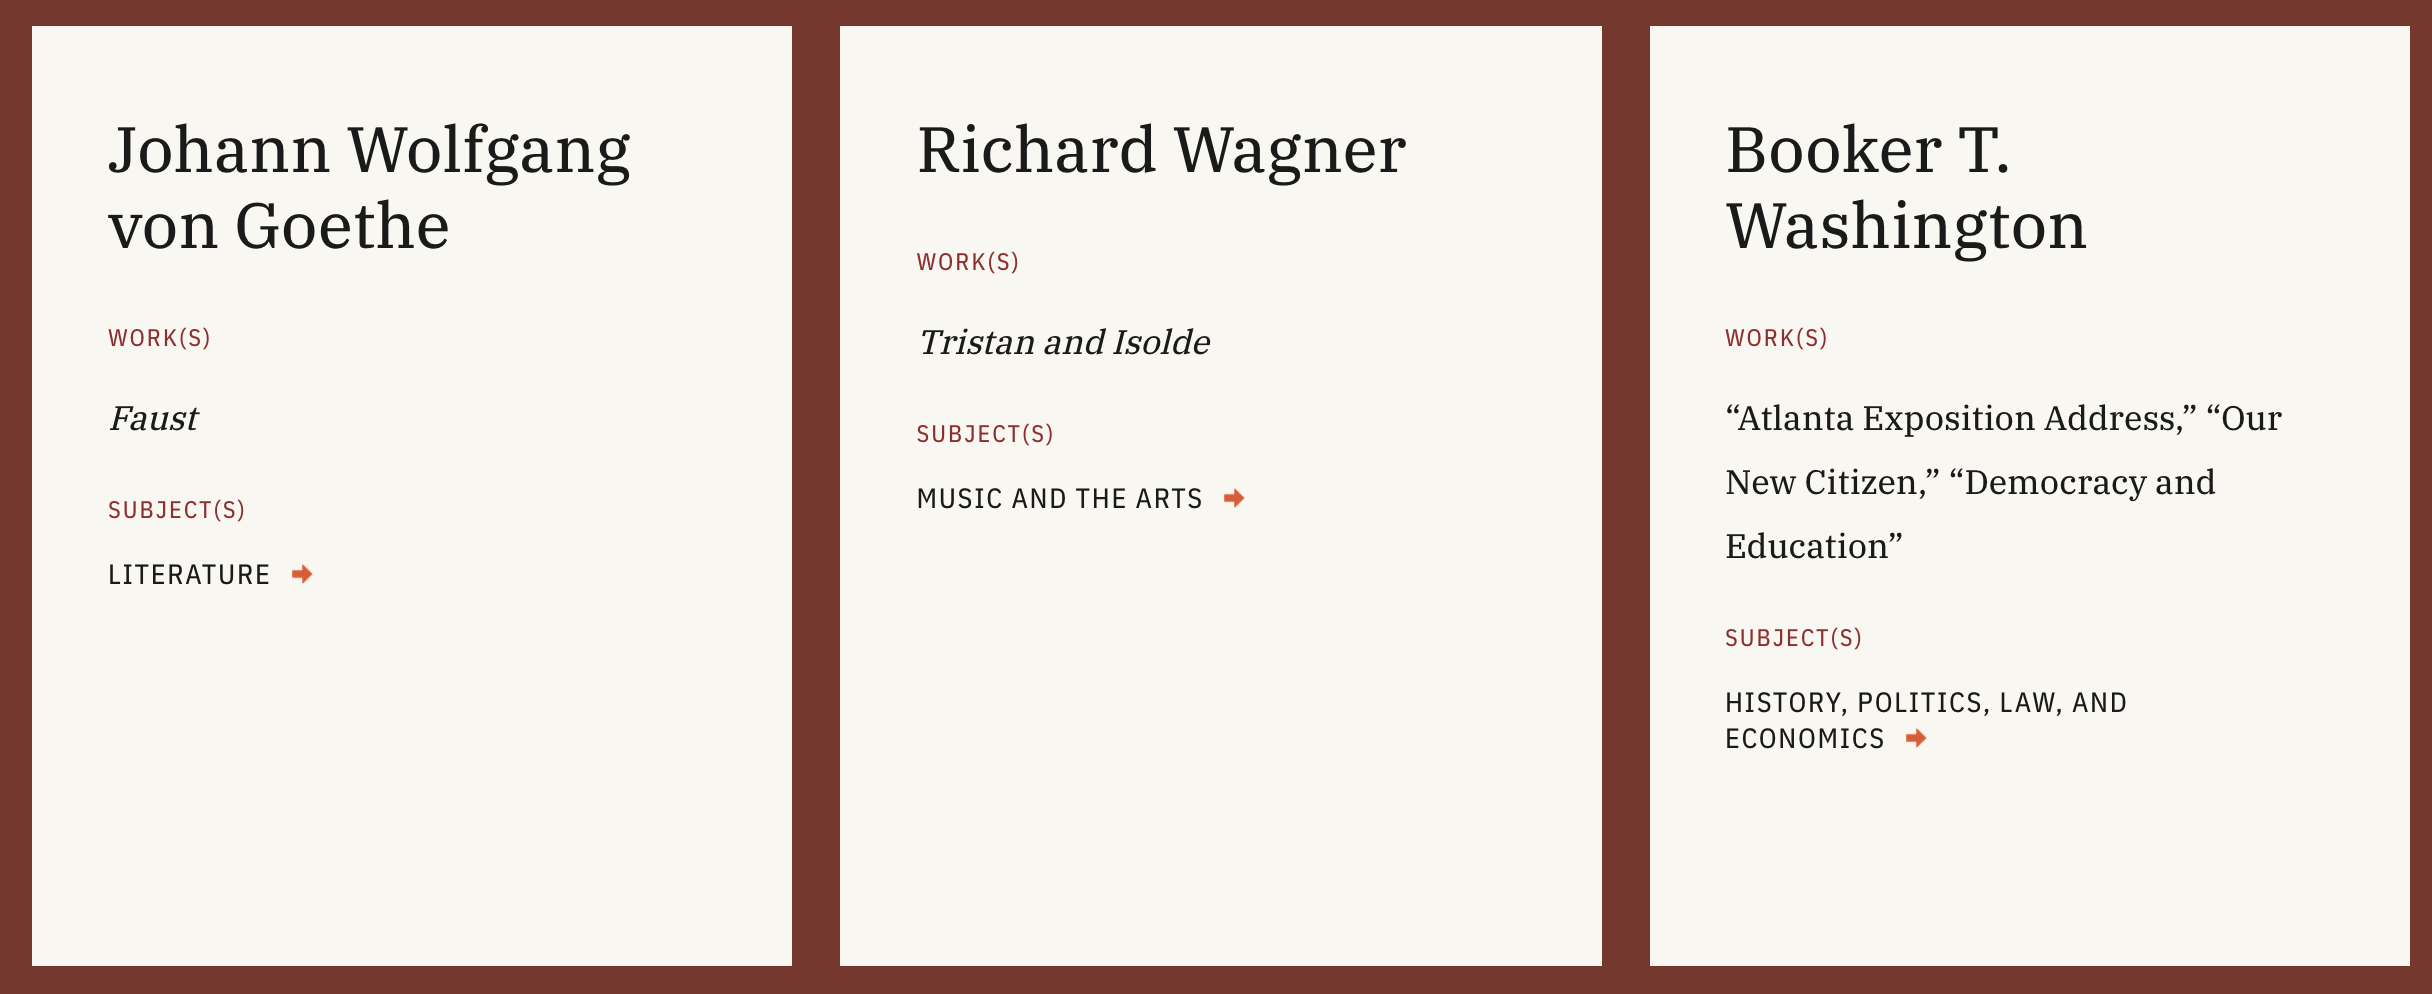 Johann Wolfgang
von Goethe
WORK(S)
Faust
SUBJECT(S)
LITERATURE
Richard Wagner
WORK(S)
Tristan and Isolde
SUBJECT(S)
MUSIC AND THE ARTS
Booker T.
Washington
WORK(S)
“Atlanta Exposition Address,” “Our
New Citizen,” “Democracy and
Education”
SUBJECT(S)
HISTORY, POLITICS, LAW, AND
ECONOMICS